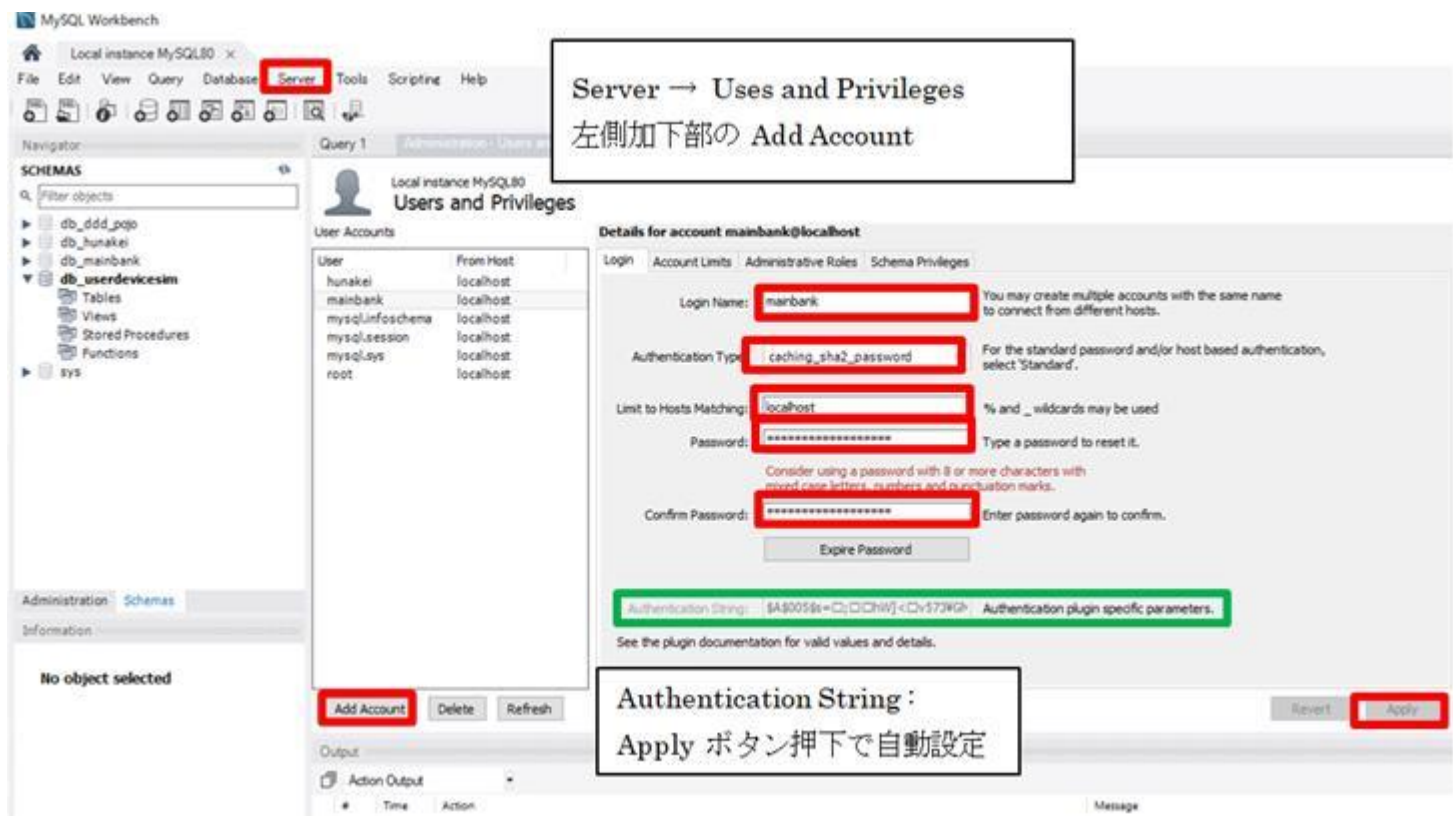 MySQL Workbench
Local instance MySQL80 ×
File Edit View Query Database Server Tools Scripting Help
Server → Uses and Privileges
左側加下部の Add Account
Navigator
Query 1 Administration - Users an
SCHEMAS
Filter objects
Local instance MySQL80
Users and Privileges
db_ddd_pojo
db_hunakei
db_mainbank
db_userdevicesim
Tables
Views
Stored Procedures
Functions
sys
User Accounts
User From Host
hunakei localhost
mainbank localhost
mysql.infoschema localhost
mysql.session localhost
mysql.sys localhost
root localhost
Details for account mainbank@localhost
Login Account Limits Administrative Roles Schema Privileges
Login Name: mainbank You may create multiple accounts with the same name
to connect from different hosts.
Authentication Type caching_sha2_password For the standard password and/or host based authentication,
select 'Standard'.
Limit to Hosts Matching: localhost % and _ wildcards may be used
Password: ******************* Type a password to reset it.
Consider using a password with 8 or more characters with
mixed case letters, numbers and punctuation marks.
Confirm Password: ******************* Enter password again to confirm.
Expire Password
Authentication String: Authentication plugin specific parameters.
See the plugin documentation for valid values and details.
Administration Schemas
Information
No object selected
Add Account Delete Refresh
Authentication String：
Apply ボタン押下で自動設定
Revert Apply
Output
Action Output
# Time Action Message